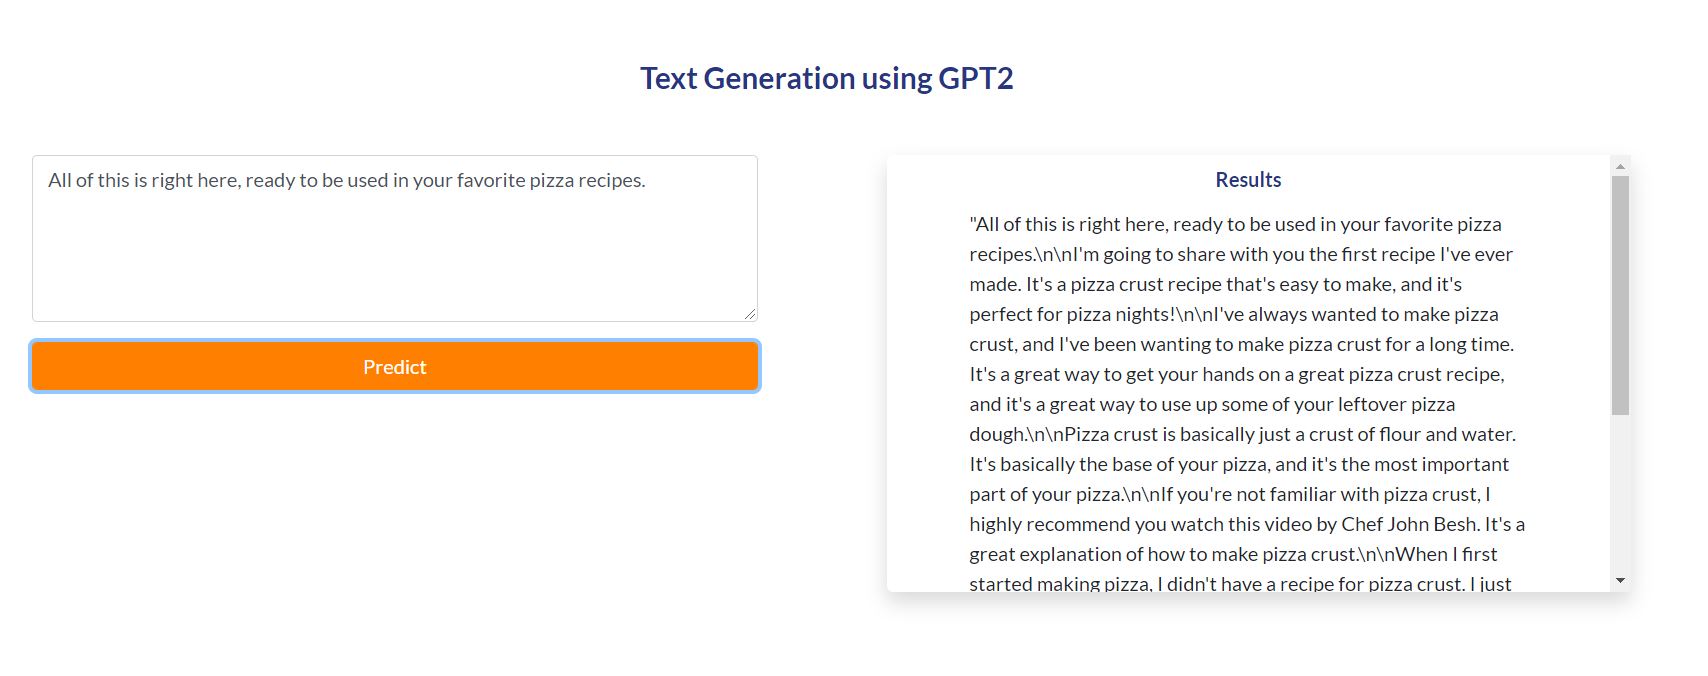 Text Generation using GPT2
All of this is right here, ready to be used in your favorite pizza recipes.
Predict
Results
"All of this is right here, ready to be used in your favorite pizza
recipes.\n\nI'm going to share with you the first recipe I've ever
made. It's a pizza crust recipe that's easy to make, and it's
perfect for pizza nights!\n\nI've always wanted to make pizza
crust, and I've been wanting to make pizza crust for a long time.
It's a great way to get your hands on a great pizza crust recipe,
and it's a great way to use up some of your leftover pizza
dough.\n\nPizza crust is basically just a crust of flour and water.
It's basically the base of your pizza, and it's the most important
part of your pizza.\n\nIf you're not familiar with pizza crust, I
highly recommend you watch this video by Chef John Besh. It's a
great explanation of how to make pizza crust.\n\nWhen I first
started making pizza, I didn't have a recipe for pizza crust. I just